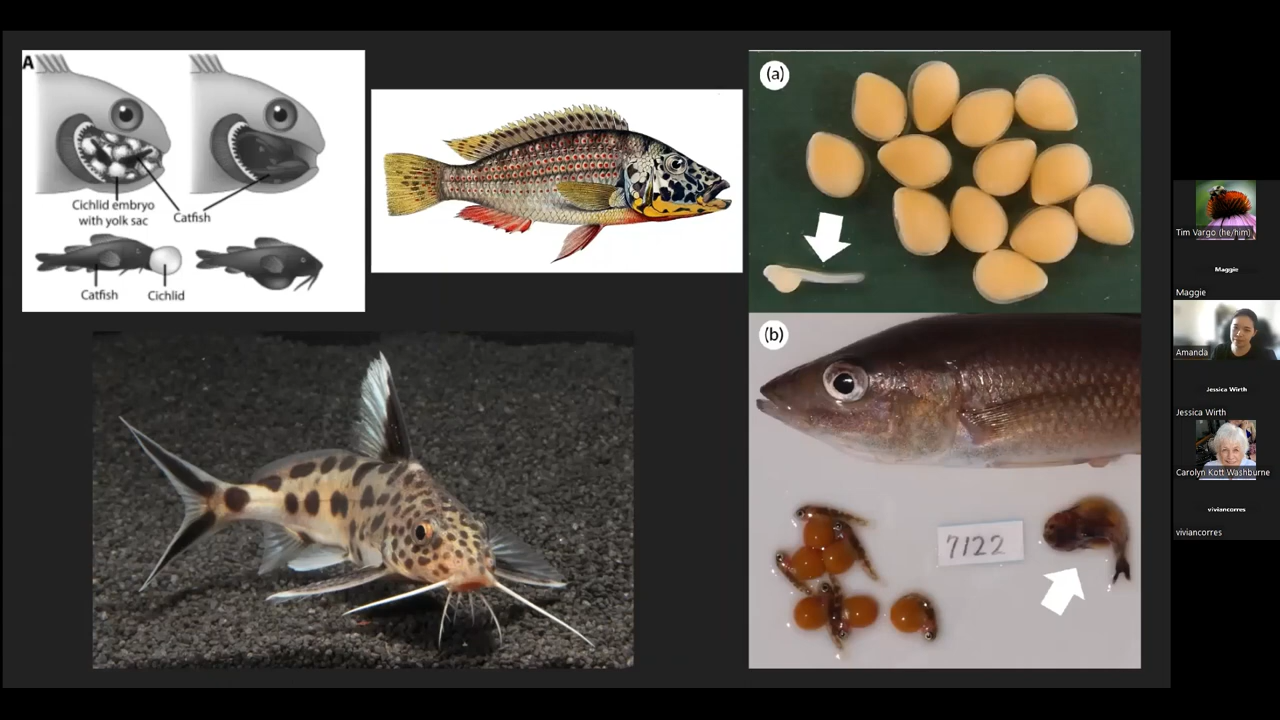 A
Cichlid embryo
with yolk sac
Catfish
Catfish
Cichlid
(a)
(b)
7122
Tim Vargo (he/him)
Maggie
Maggie
Amanda
Jessica Wirth
Jessica Wirth
Carolyn Kott Washburne
viviancorres
viviancorres